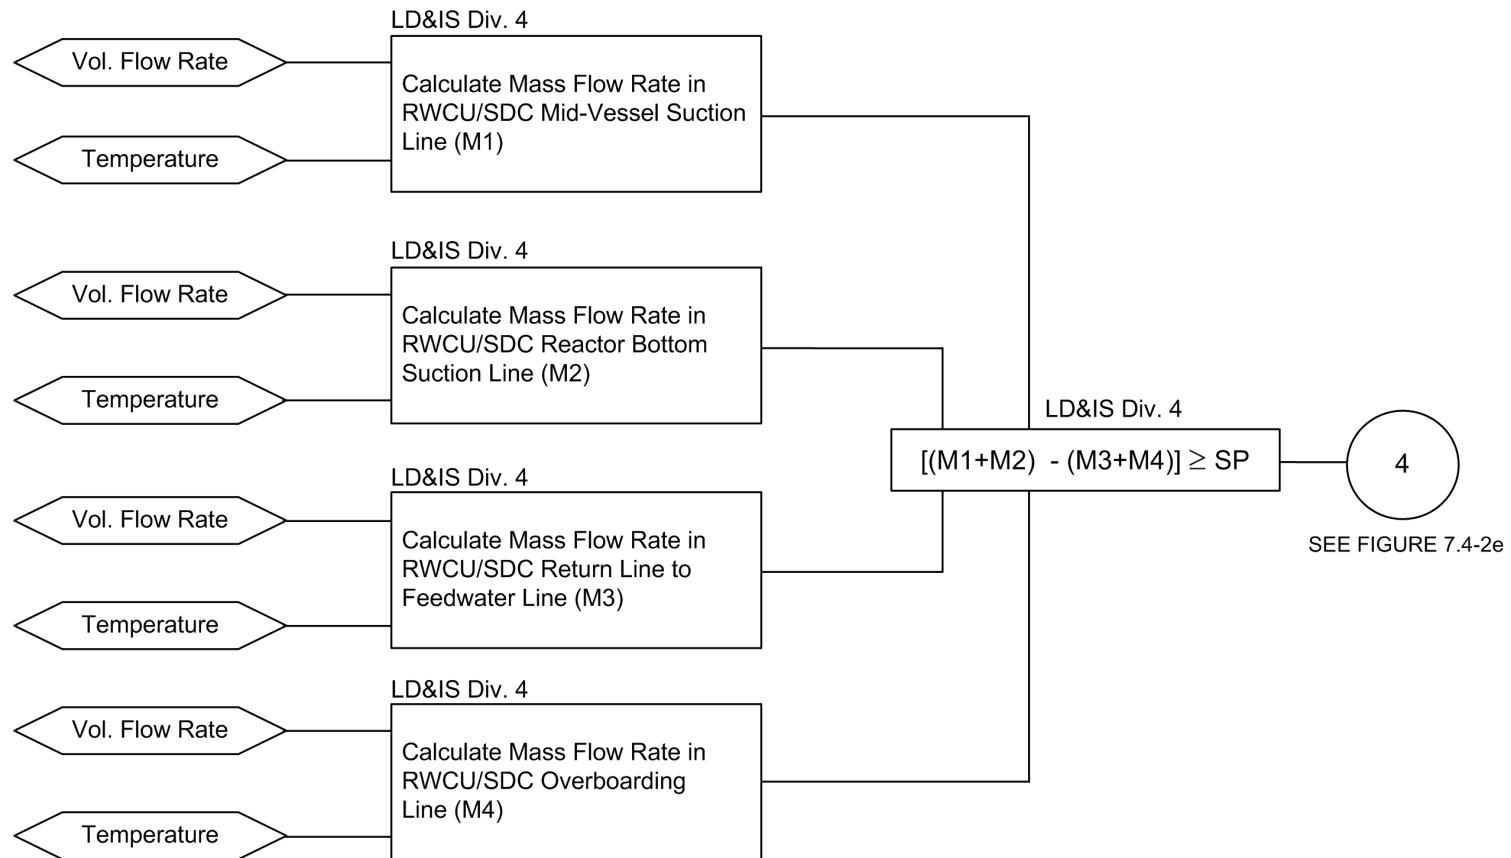 LD&IS Div. 4
Vol. Flow Rate
Temperature
Calculate Mass Flow Rate in
RWCU/SDC Mid-Vessel Suction
Line (M1)
LD&IS Div. 4
Vol. Flow Rate
Temperature
Calculate Mass Flow Rate in
RWCU/SDC Reactor Bottom
Suction Line (M2)
LD&IS Div. 4
[(M1+M2)  - (M3+M4)] ≥ SP
4
SEE FIGURE 7.4-2e
LD&IS Div. 4
Vol. Flow Rate
Temperature
Calculate Mass Flow Rate in
RWCU/SDC Return Line to
Feedwater Line (M3)
LD&IS Div. 4
Vol. Flow Rate
Temperature
Calculate Mass Flow Rate in
RWCU/SDC Overboarding
Line (M4)